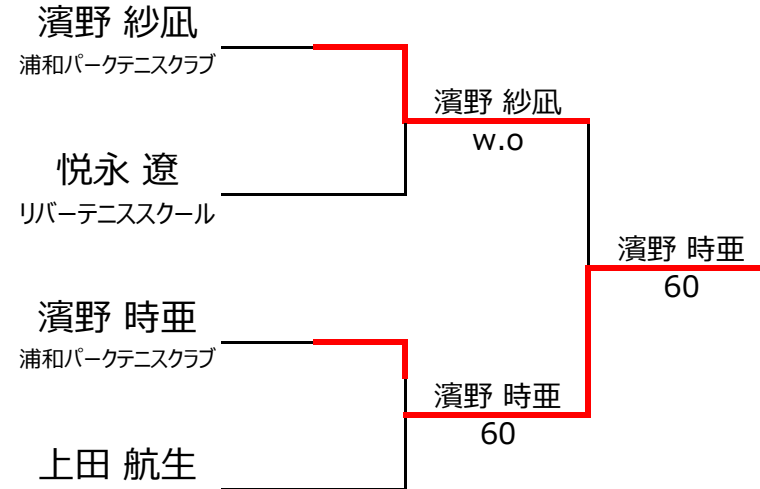 濱野 紗凪
浦和パークテニスクラブ
濱野 紗凪
w.o
悦永 遼
リバーテニススクール
濱野 時亜
60
濱野 時亜
浦和パークテニスクラブ
濱野 時亜
60
上田 航生